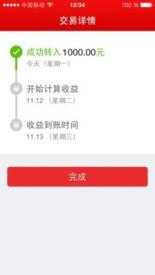 中国移动
12:34
交易详情
成功转入1000.00元
今天（星期一）
开始计算收益
11.12（星期二）
收益到账时间
11.13（星期三）
完成